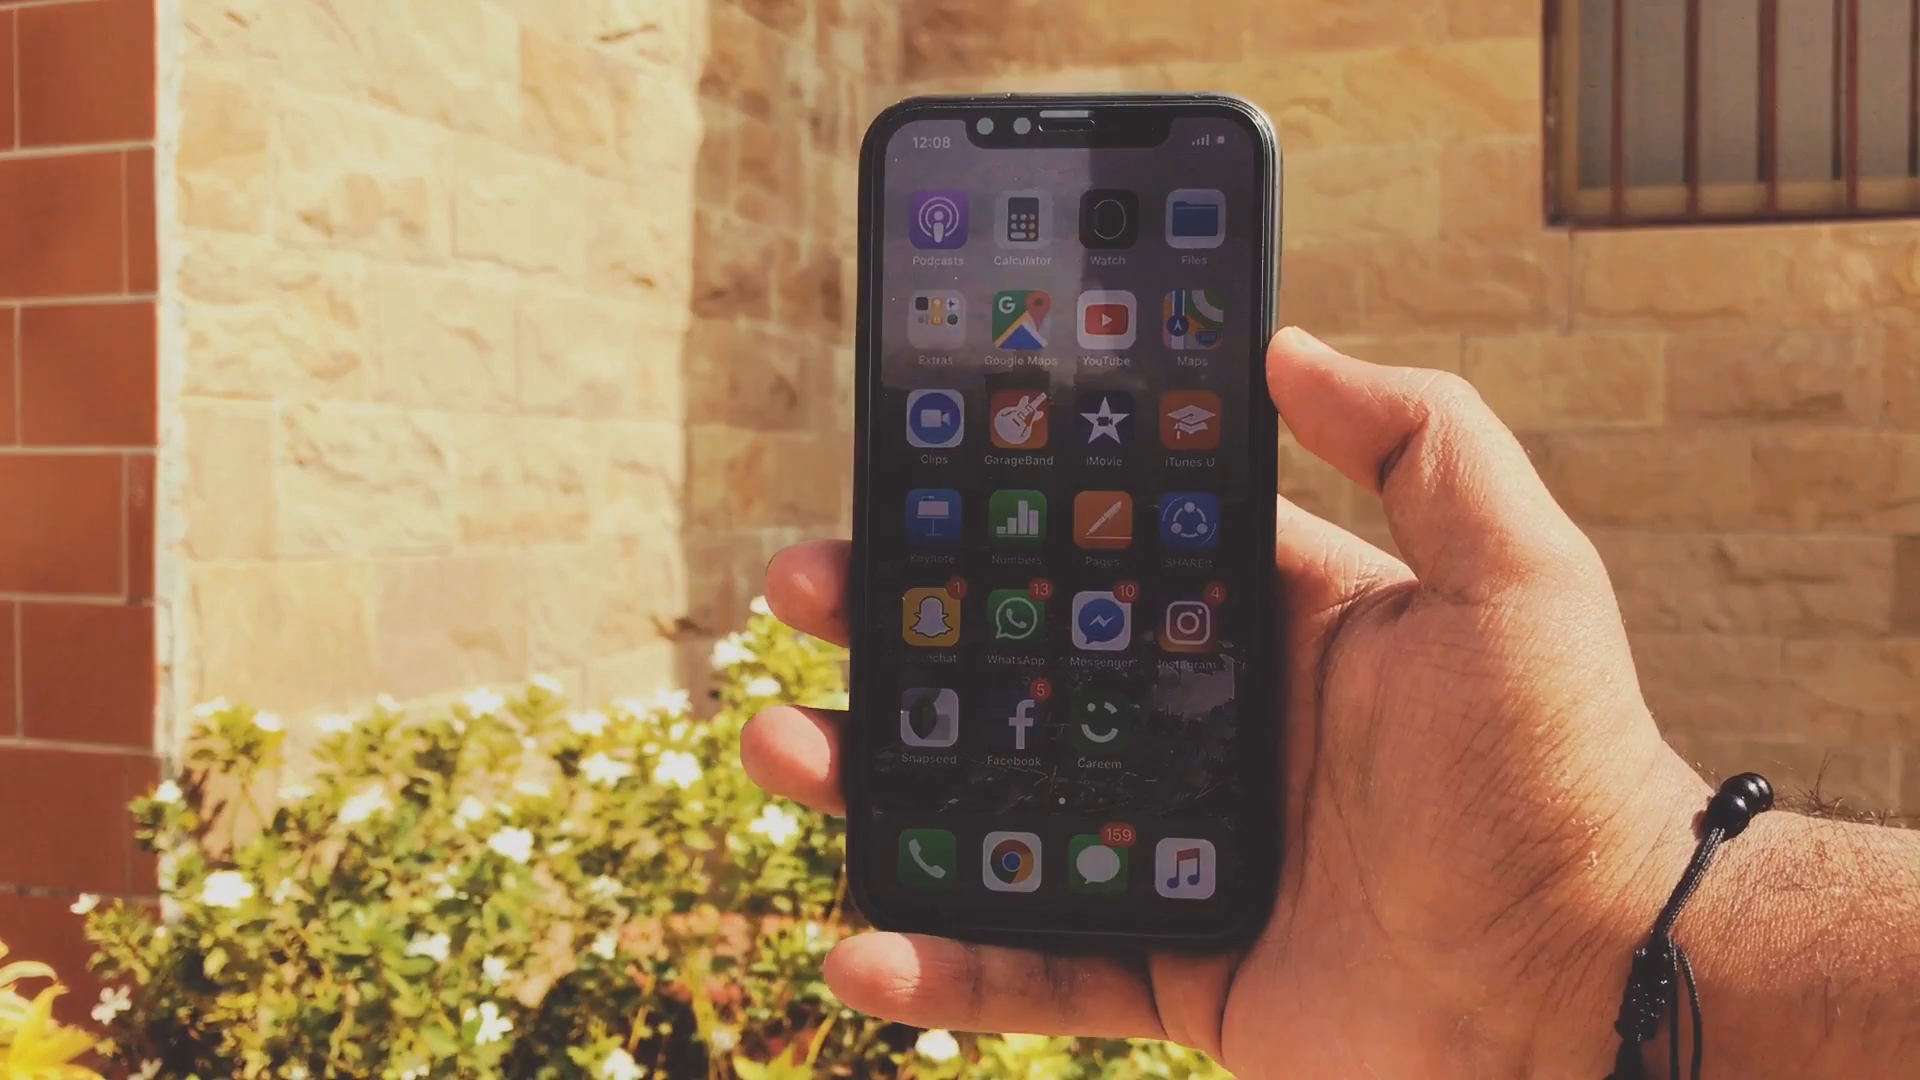 12:08
Podcasts Calculator Watch Files
Extras Google Maps YouTube Maps
Clips GarageBand iMovie iTunes U
Keynote Numbers Pages SHAREit
1 13 10 4
WhatsApp Messenger Instagram
5
Snapseed Facebook Careem
159